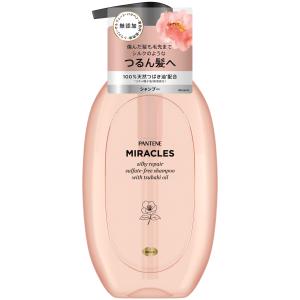 無添加
傷んだ髪も毛先まで
シルクのような
つるん髪へ
100%天然つばき油*配合
シャンプー
PANTENE
MIRACLES
silky repair
sulfate-free shampoo
with tsubaki oil